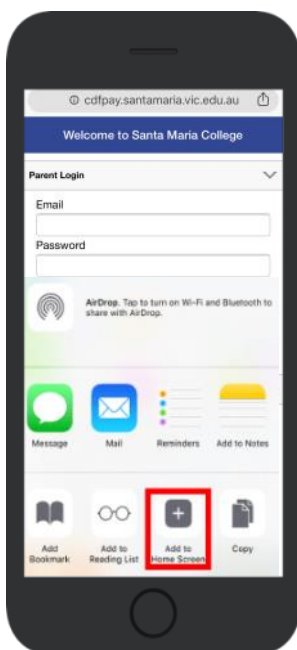 cdfpay.santamaria.vic.edu.au
Welcome to Santa Maria College
Parent Login
Email
Password
AirDrop. Tap to turn on Wi-Fi and Bluetooth to
share with AirDrop.
Message
Mail
Reminders
Add to Notes
Add
Bookmark
Add to
Reading List
Add to
Home Screen
Copy